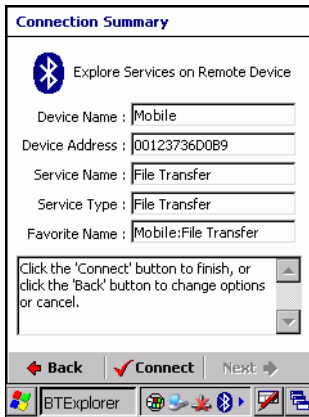 Connection Summary
Explore Services on Remote Device
Device Name : Mobile
Device Address : 00123736D0B9
Service Name : File Transfer
Service Type : File Transfer
Favorite Name : Mobile:File Transfer
Click the 'Connect' button to finish, or
click the 'Back' button to change options
or cancel.
Back Connect Next
BTExplorer